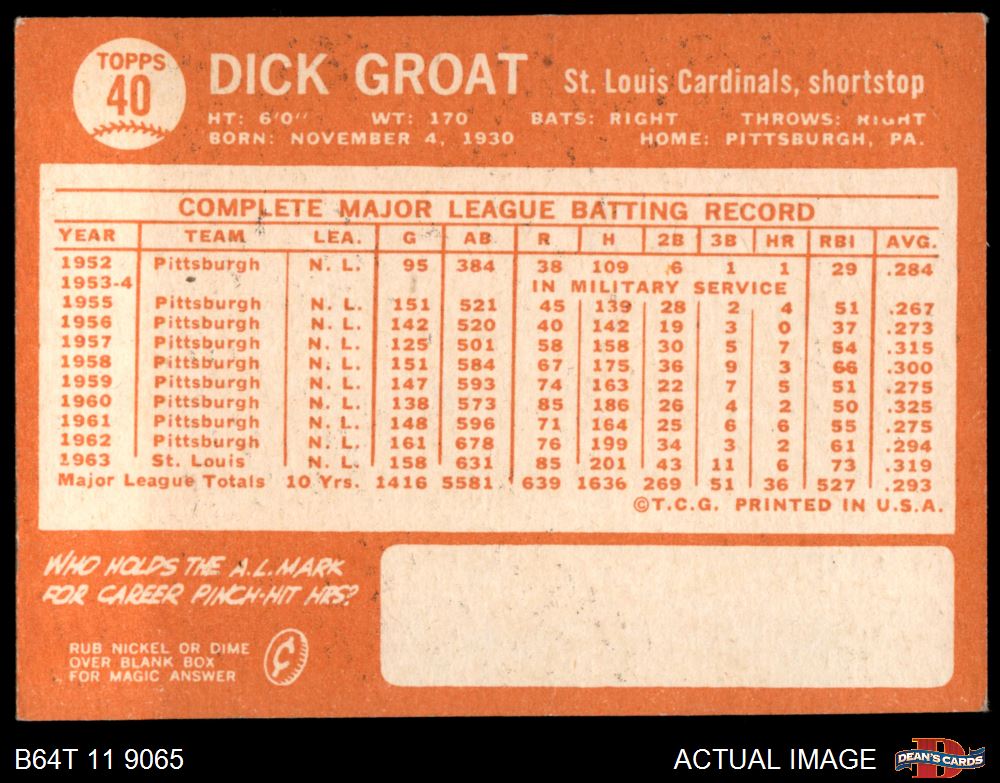 TOPPS
40
DICK GROAT St. Louis Cardinals, shortstop
HT: 6'0" WT: 170 BATS: RIGHT THROWS: RIGHT
BORN: NOVEMBER 4, 1930 HOME: PITTSBURGH, PA.
COMPLETE MAJOR LEAGUE BATTING RECORD
YEAR TEAM LEA. G AB R H 2B 3B HR RBI AVG.
1952 Pittsburgh N. L. 95 384 38 109 6 1 1 29 .284
1953-4 IN MILITARY SERVICE
1955 Pittsburgh N. L. 151 521 45 139 28 2 4 51 .267
1956 Pittsburgh N. L. 142 520 40 142 19 3 0 37 .273
1957 Pittsburgh N. L. 125 501 58 158 30 5 7 54 .315
1958 Pittsburgh N. L. 151 584 67 175 36 9 3 66 .300
1959 Pittsburgh N. L. 147 593 74 163 22 7 5 51 .275
1960 Pittsburgh N. L. 138 573 85 186 26 4 2 50 .325
1961 Pittsburgh N. L. 148 596 71 164 25 6 6 55 .275
1962 Pittsburgh N. L. 161 678 76 199 34 3 2 61 .294
1963 St. Louis N. L. 158 631 85 201 43 11 6 73 .319
Major League Totals 10 Yrs. 1416 5581 639 1636 269 51 36 527 .293
©T.C.G. PRINTED IN U.S.A.
WHO HOLDS THE A.L. MARK
FOR CAREER PINCH-HIT HITS?
RUB NICKEL OR DIME
OVER BLANK BOX
FOR MAGIC ANSWER
¢
B64T 11 9065 ACTUAL IMAGE
D
DEAN'S CARDS